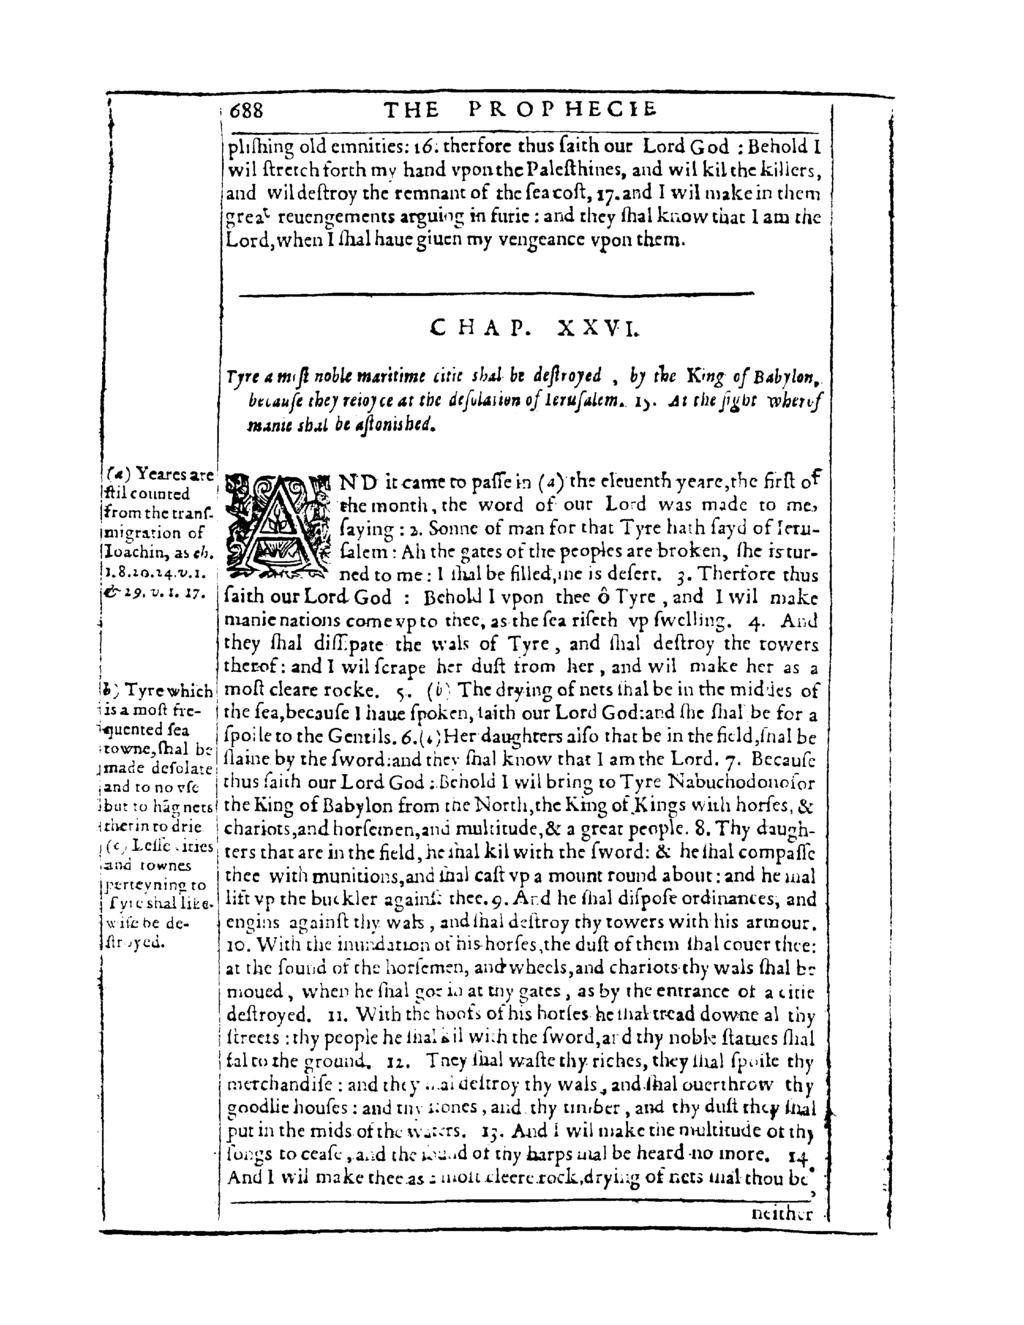 688 THE PROPHECIE
pliſhing old emnities: 16. therfore thus ſaith our Lord God : Behold I
wil ſtretch forth my hand vpon the Paleſthines, and wil kil the killers,
and wil deſtroy the remnant of the ſea coſt, 17. and I wil make in them
great reuengements arguing in furie : and they ſhal know that I am the
Lord, when I ſhal haue giuen my vengeance vpon them.
CHAP. XXVI.
Tyre a moſt noble maritime citie shal be deſtroyed , by the King of Babylon,
becauſe they reioyce at the deſolation of Ieruſalem. 15. At the ſight wherof
manie shal be aſtonished.
AND it came to paſſe in (a) the eleuenth yeare, the firſt of
the month, the word of our Lord was made to me,
ſaying : 2. Sonne of man for that Tyre hath ſayd of Ieru-
ſalem : Ah the gates of the peoples are broken, ſhe is tur-
ned to me : I ſhal be filled, ſhe is deſert. 3. Therfore thus
ſaith our Lord God : Behold I vpon thee ô Tyre , and I wil make
manie nations come vp to thee, as the ſea riſeth vp ſwelling. 4. And
they ſhal diſſipate the wals of Tyre , and ſhal deſtroy the towers
therof : and I wil ſcrape her duſt from her , and wil make her as a
moſt cleare rocke. 5. (b) The drying of nets ſhal be in the middes of
the ſea, becauſe I haue ſpoken, ſaith our Lord God: and ſhe ſhal be for a
ſpoile to the Gentils. 6. (c) Her daughters alſo that be in the field, ſhal be
ſlaine by the ſword: and they ſhal know that I am the Lord. 7. Becauſe
thus ſaith our Lord God : Behold I wil bring to Tyre Nabuchodonoſor
the King of Babylon from the North, the King of Kings with horſes, &
chariots, and horſemen, and multitude, & a great people. 8. Thy daugh-
ters that are in the field, he ſhal kil with the ſword: & he ſhal compaſſe
thee with munitions, and ſhal caſt vp a mount round about : and he ſhal
lift vp the buckler againſt thee. 9. And he ſhal diſpoſe ordinances, and
engins againſt thy wals , and ſhal deſtroy thy towers with his armour.
10. With the inundation of his horſes, the duſt of them ſhal couer thee:
at the ſound of the horſemen, and wheels, and chariots thy wals ſhal be
moued , when he ſhal goe in at thy gates , as by the entrance of a citie
deſtroyed. 11. With the hoofs of his horſes he ſhal tread downe al thy
ſtreets : thy people he ſhal kil with the ſword, and thy noble ſtatues ſhal
fal to the ground. 12. They ſhal waſte thy riches, they ſhal ſpoile thy
merchandiſe : and they ſhal deſtroy thy wals, and ſhal ouerthrow thy
goodlie houſes : and thy ſtones , and thy timber , and thy duſt they ſhal
put in the mids of the waters. 13. And I wil make the multitude of thy
ſongs to ceaſe , and the ſound of thy harps ſhal be heard no more. 14
And I wil make thee as a moſt cleere rock, drying of nets ſhal thou be,
neither
(a) Yeares are
ſtil counted
from the tranſ-
migration of
Ioachin, as ch.
1. 8. 20. 24. v. 1.
& 29. v. 1. 17.
(b) Tyre which
is a moſt fre-
quented ſea
towne, ſhal be
made deſolate
and to no vſe
but to hāg nets
therin to drie
(c) Leſſe cities
and townes
perteyning to
Tyre shal like-
wiſe be de-
ſtroyed.